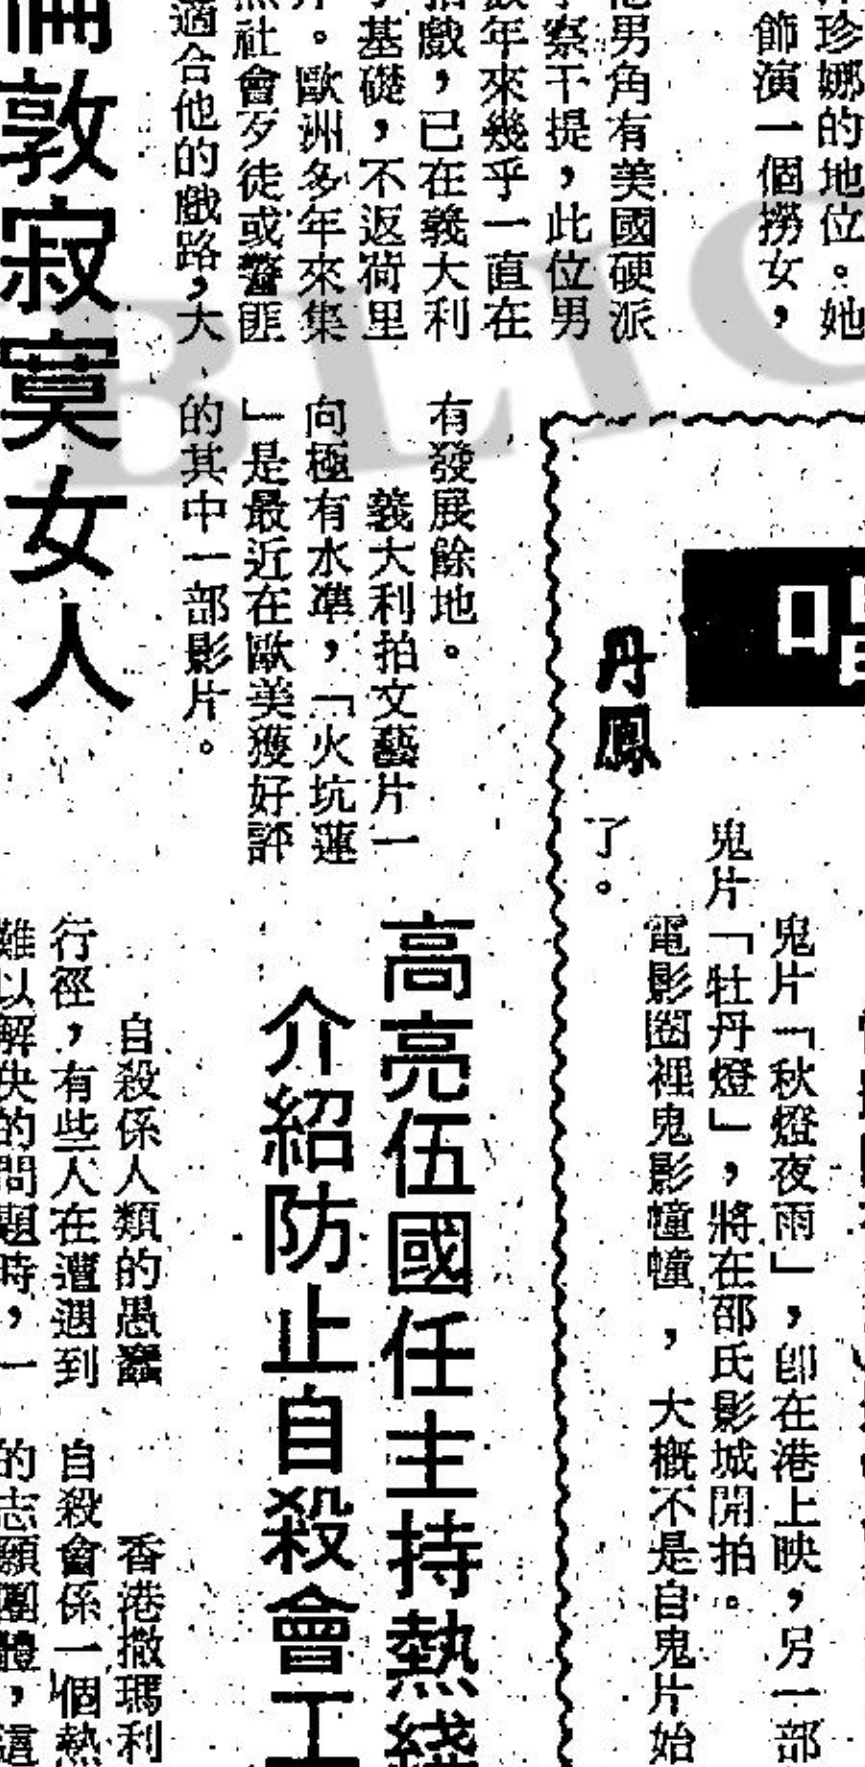 片珍娜的地位。她
飾演一個撈女，
他男角有美國硬派
察干提，此位男
年來幾乎一直在
拍戲，已在義大利
基礎，不返荷里
。歐洲多年來集
社會歹徒或警匪
適合他的戲路，大
有發展餘地。
義大利拍文藝片一
向極有水準，「火坑蓮
」是最近在歐美獲好評
的其中一部影片。
倫敦寂寞女人
唱
丹鳳
鬼片「秋燈夜雨」，卽在港上映，另一部
鬼片「牡丹燈」，將在邵氏影城開拍。
電影圈裡鬼影幢幢，大概不是自鬼片始
了。
高亮伍國任主持熱綫
介紹防止自殺會工
自殺係人類的愚蠢
行徑，有些人在遭遇到
難以解決的問題時，一
香港撒瑪利
自殺會係一個熱
的志願團體，這
BLIC